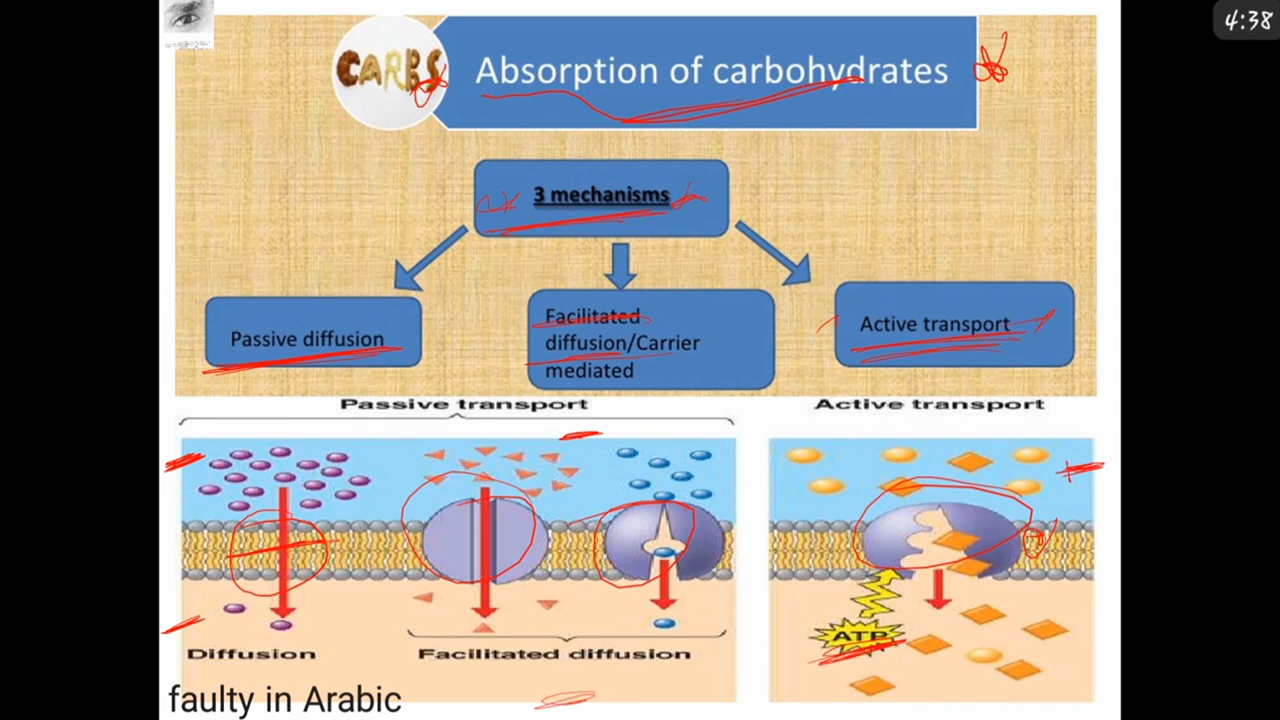 4:38
CARBS
Absorption of carbohydrates
3 mechanisms
Passive diffusion
Facilitated
diffusion/Carrier
mediated
Active transport
Passive transport
Active transport
ATP
Diffusion
Facilitated diffusion
faulty in Arabic